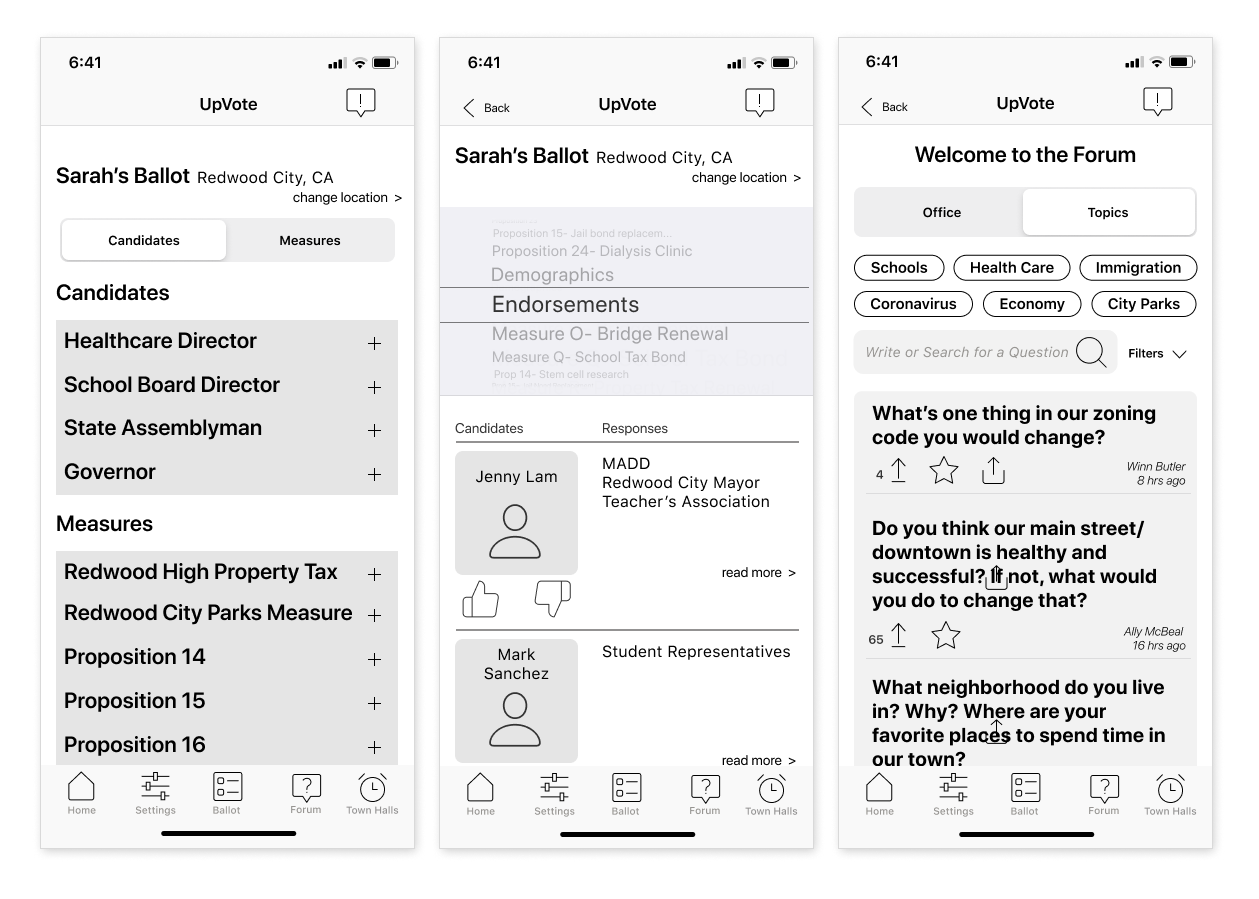 6:41
UpVote
Sarah’s Ballot Redwood City, CA
change location >
Candidates Measures
Candidates
Healthcare Director +
School Board Director +
State Assemblyman +
Governor +
Measures
Redwood High Property Tax +
Redwood City Parks Measure +
Proposition 14 +
Proposition 15 +
Proposition 16 +
Home Settings Ballot Forum Town Halls
6:41
Back UpVote
Sarah’s Ballot Redwood City, CA
change location >
Proposition 15- Jail bond replacem...
Proposition 24- Dialysis Clinic
Demographics
Endorsements
Measure O- Bridge Renewal
Measure Q- School Tax Bond
Prop 14- Stem cell research
Candidates Responses
Jenny Lam
MADD
Redwood City Mayor
Teacher’s Association
read more >
Mark
Sanchez
Student Representatives
read more >
Home Settings Ballot Forum Town Halls
6:41
Back UpVote
Welcome to the Forum
Office Topics
Schools Health Care Immigration
Coronavirus Economy City Parks
Write or Search for a Question Filters
What’s one thing in our zoning
code you would change?
4
Winn Butler
8 hrs ago
Do you think our main street/
downtown is healthy and
successful? If not, what would
you do to change that?
65
Ally McBeal
16 hrs ago
What neighborhood do you live
in? Why? Where are your
favorite places to spend time in
our town?
Home Settings Ballot Forum Town Halls